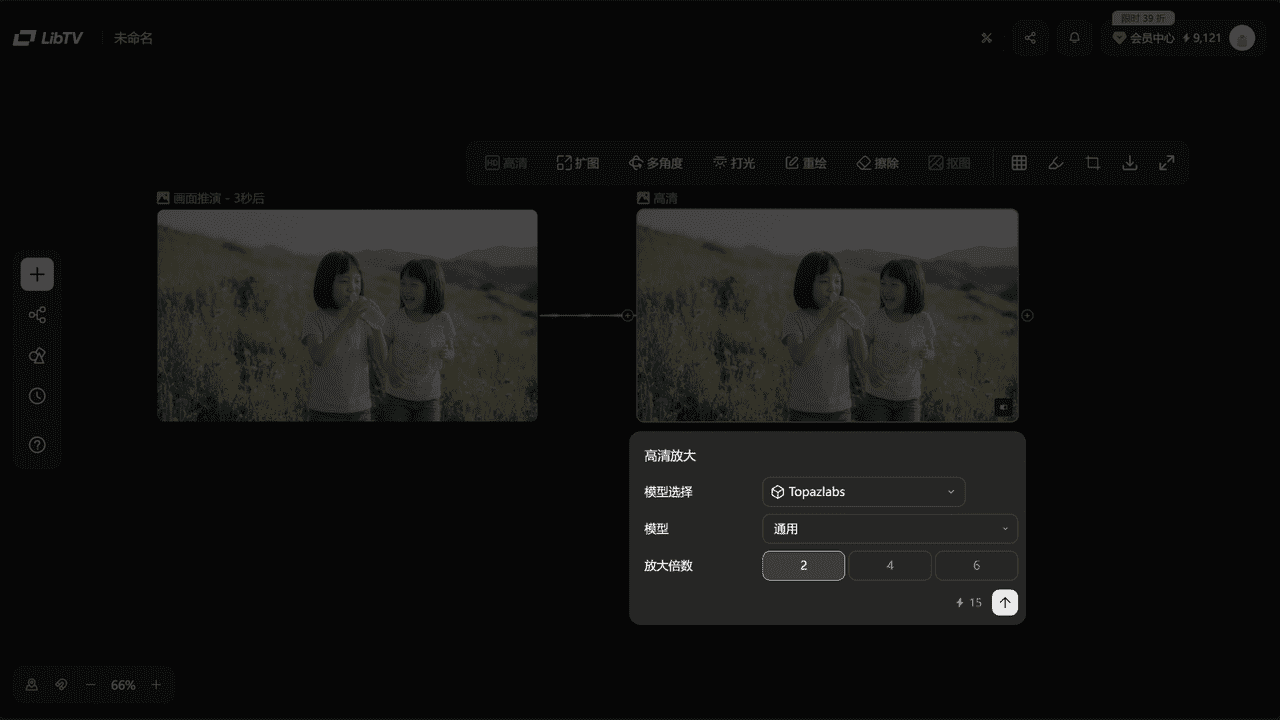 LibTV
未命名
限时 39 折
会员中心
9,121
HD 高清
扩图
多角度
打光
重绘
擦除
抠图
画面推演 - 3秒后
高清
高清放大
模型选择
Topazlabs
模型
通用
放大倍数
2
4
6
15
66%